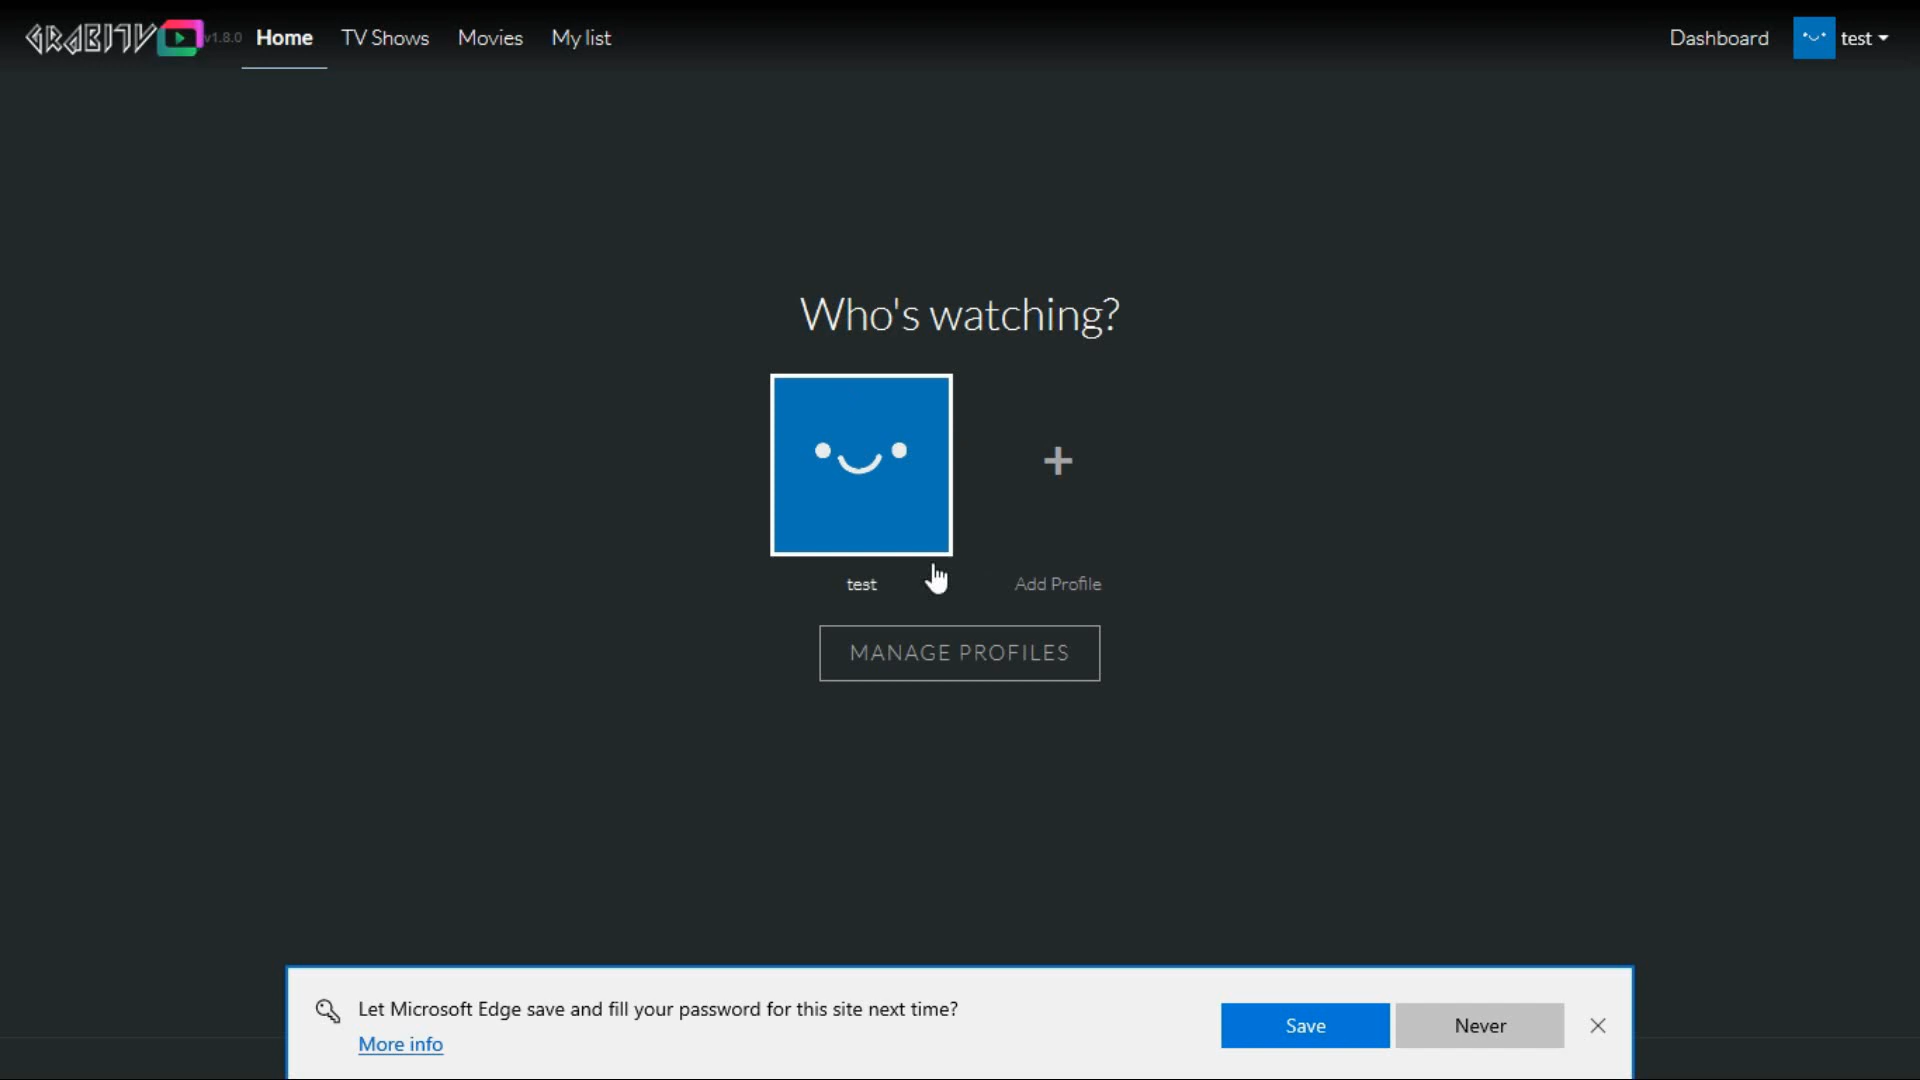 GRABITV v1.8.0 Home TV Shows Movies My list Dashboard test
Who's watching?
test Add Profile
MANAGE PROFILES
Let Microsoft Edge save and fill your password for this site next time?
More info
Save Never